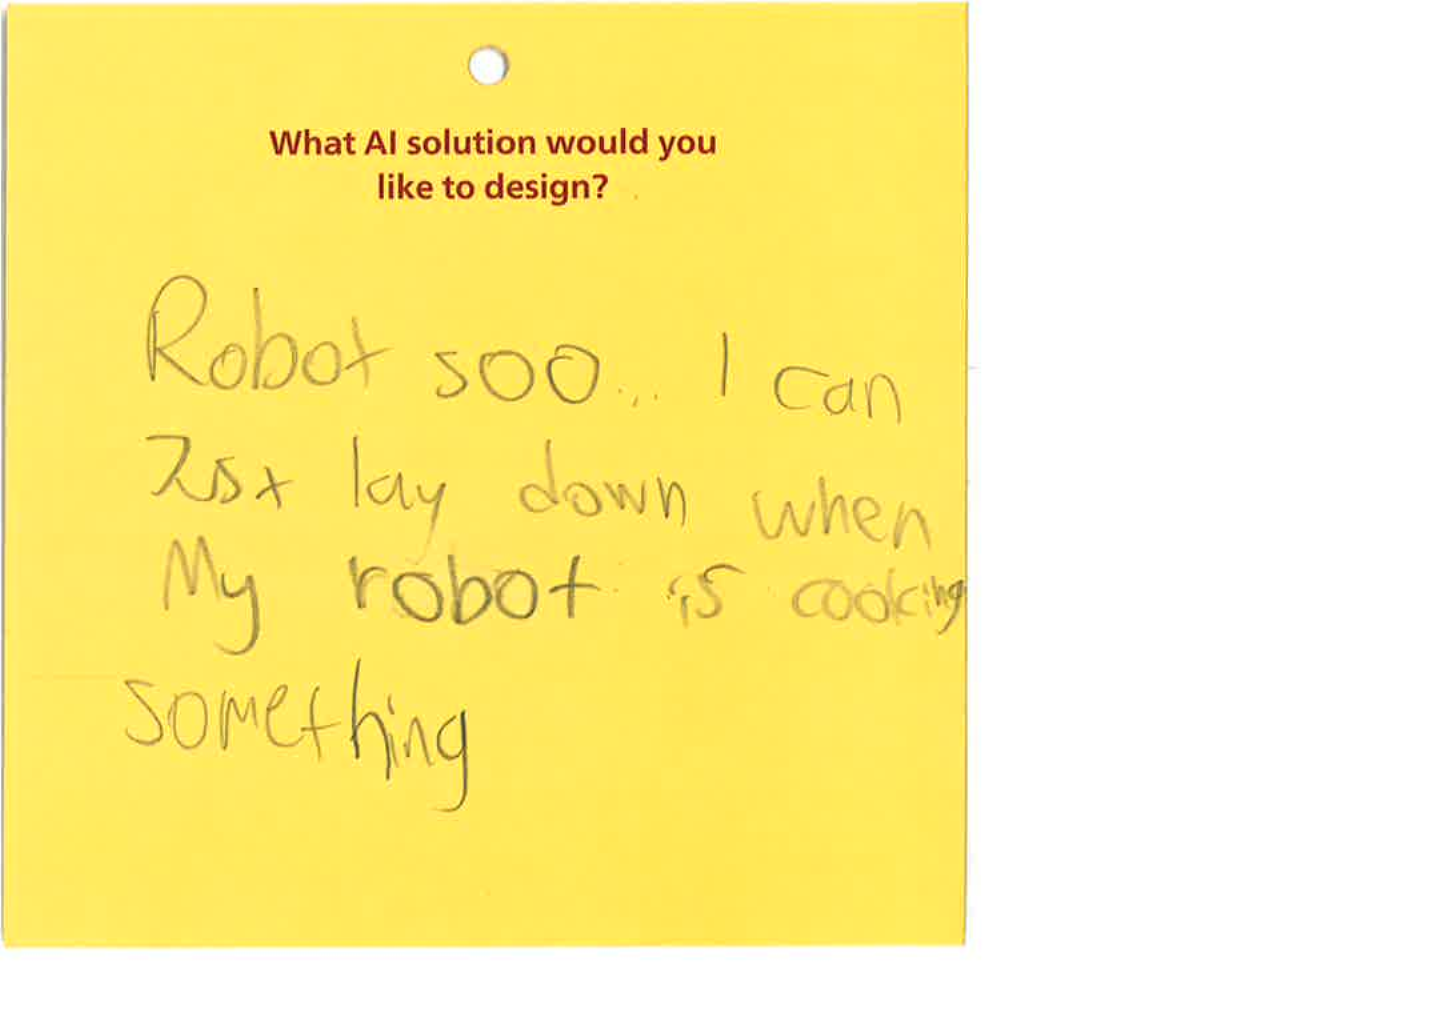 What AI solution would you
like to design?
Robot soo... I can
lay down when
My robot is cooking
something